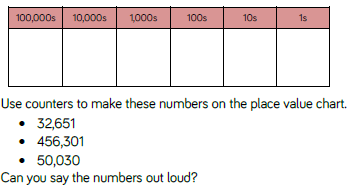 100,000s 10,000s 1,000s 100s 10s 1s
Use counters to make these numbers on the place value chart.
• 32,651
• 456,301
• 50,030
Can you say the numbers out loud?